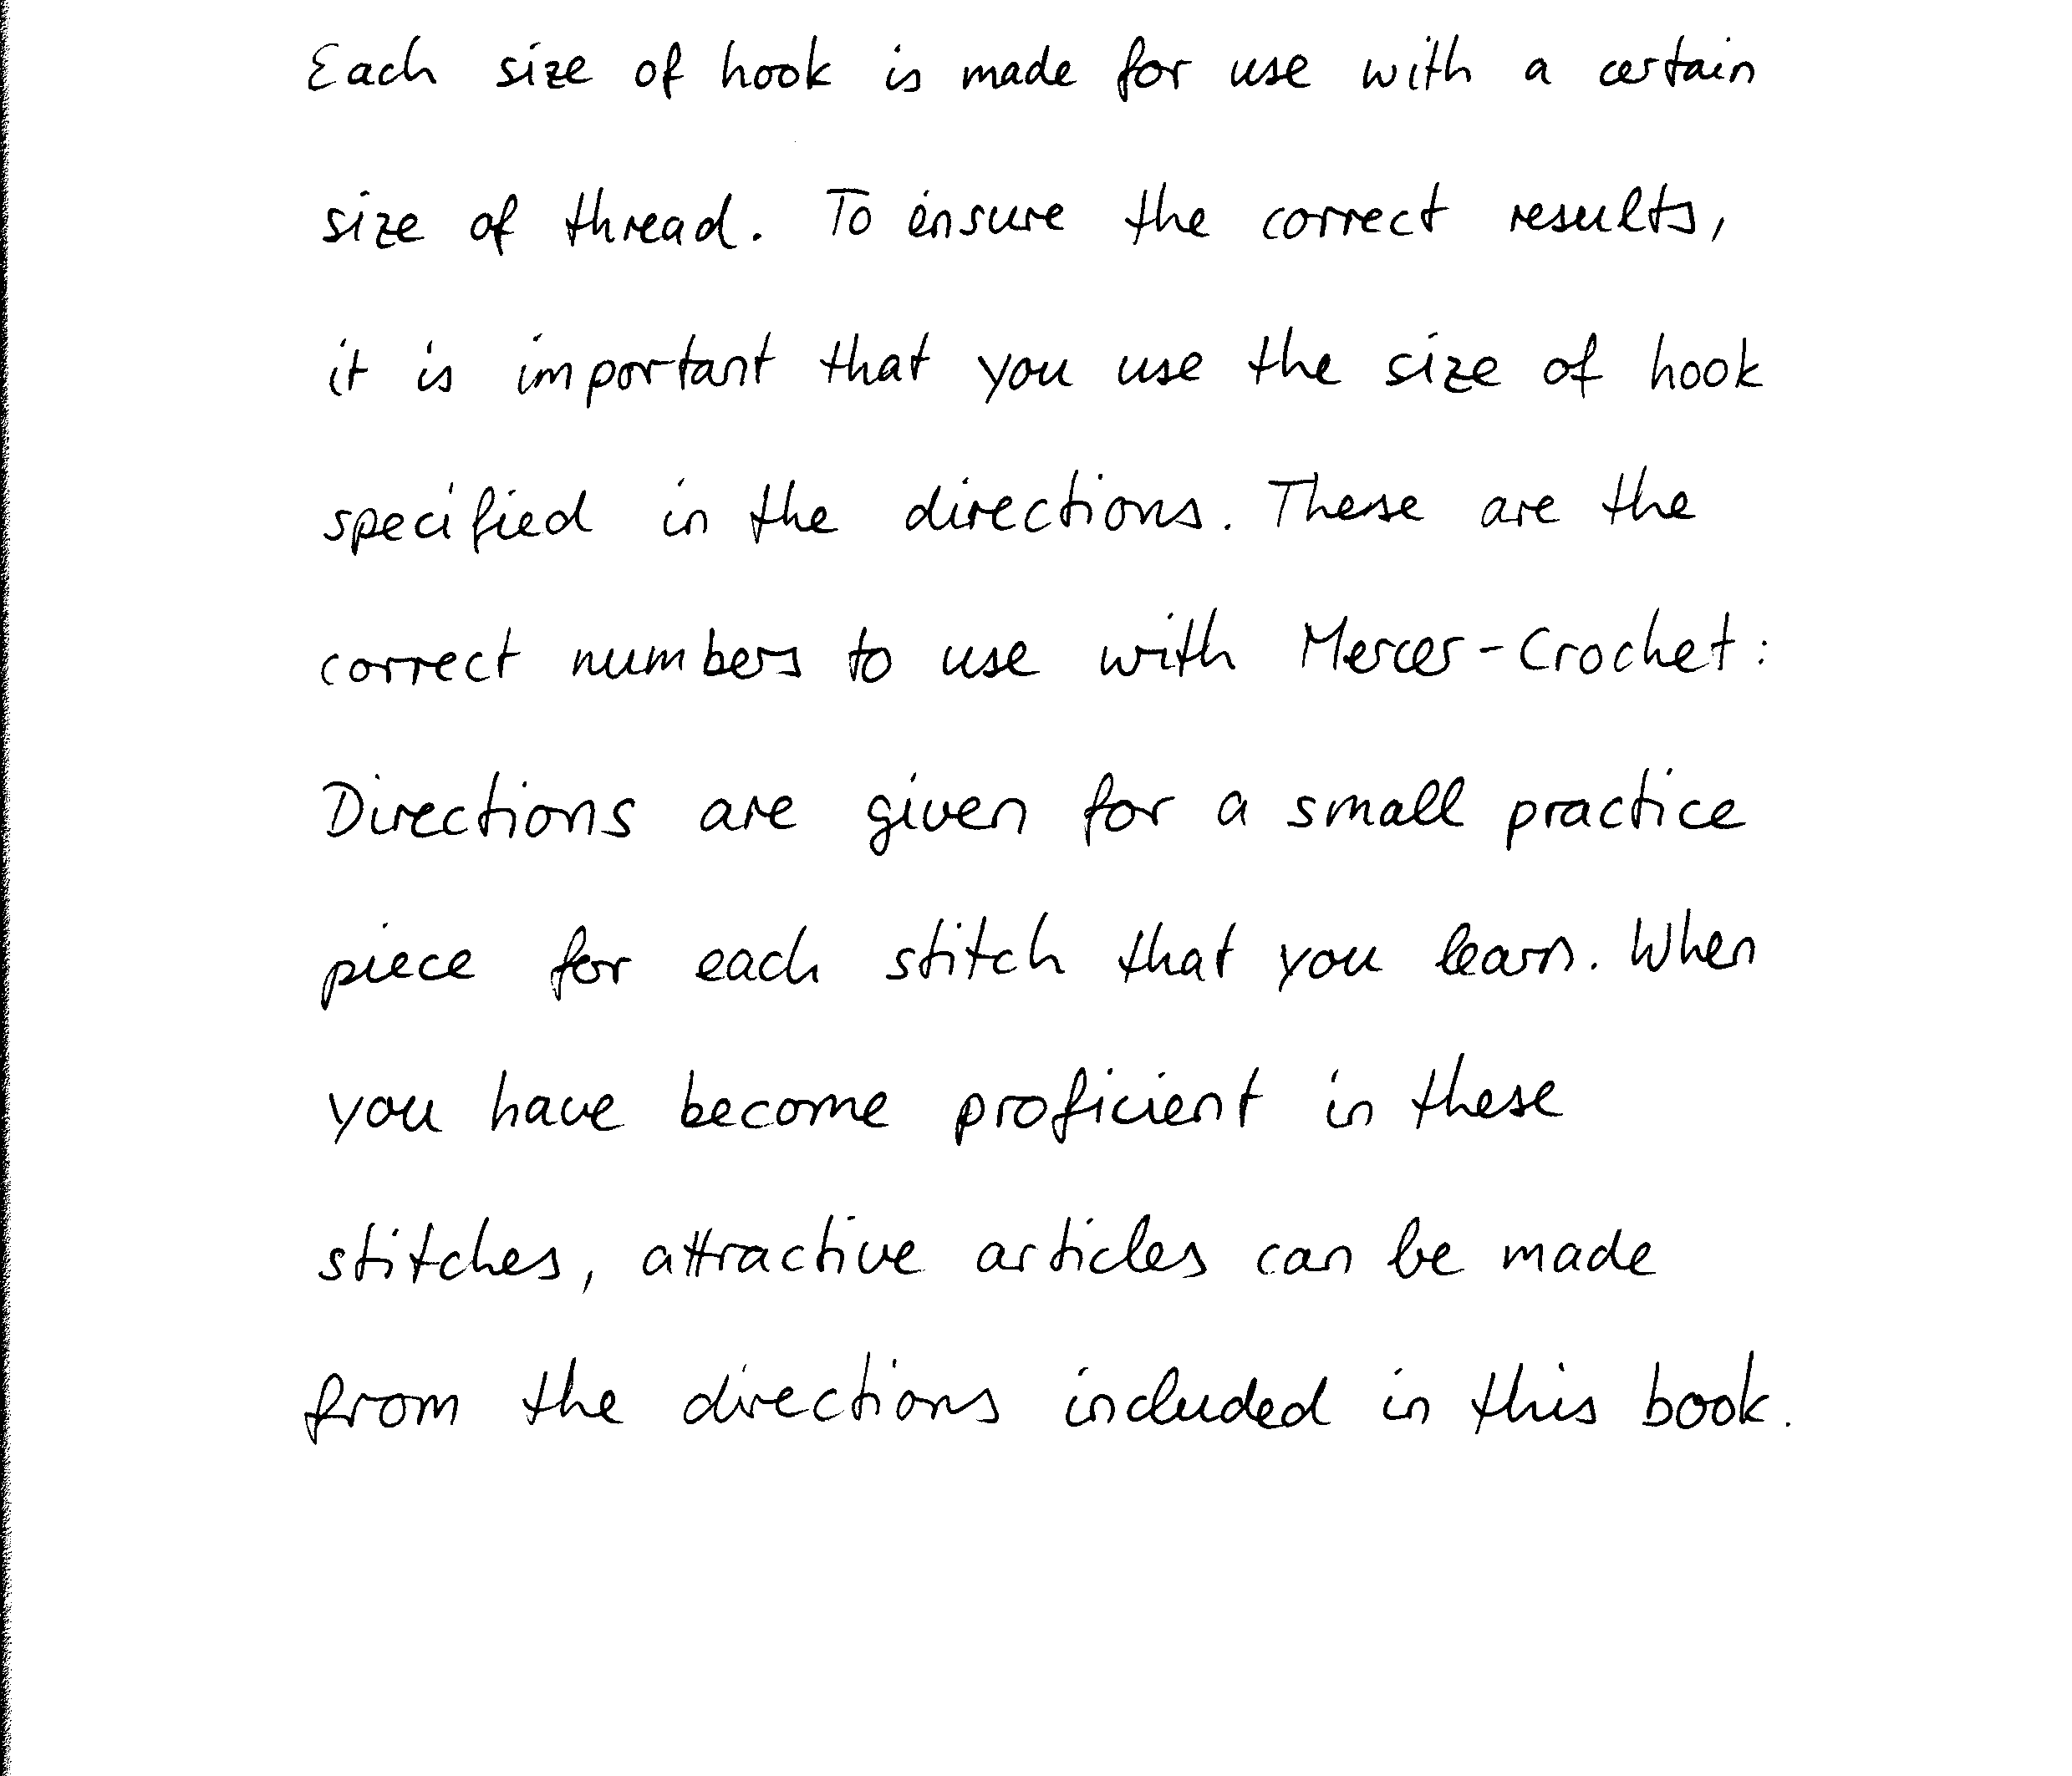 Each size of hook is made for use with a certain
size of thread. To ensure the correct results,
it is important that you use the size of hook
specified in the directions. These are the
correct numbers to use with Mercer-Crochet:
Directions are given for a small practice
piece for each stitch that you learn. When
you have become proficient in these
stitches, attractive articles can be made
from the directions included in this book.